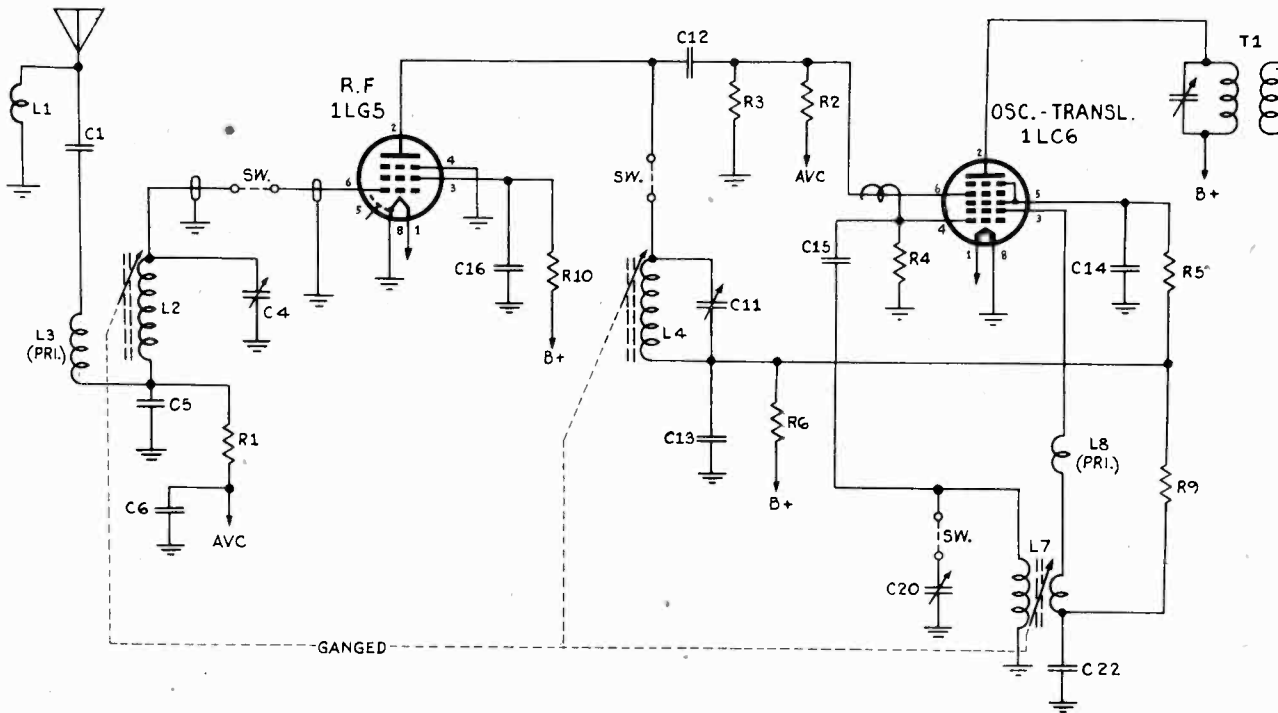 C12
T1
R.F
1LG5
L1
C1
R3
R2
OSC.-TRANSL.
1LC6
2
2
4
3
SW.
6
5
8
1
SW.
AVC
B+
6
4
5
3
1
8
C15
R4
C14
R5
C16
R10
L2
C4
L3
(PRI.)
C11
L4
B+
C5
R1
C13
R6
L8
(PRI.)
R9
C6
AVC
B+
SW.
L7
C20
GANGED
C22